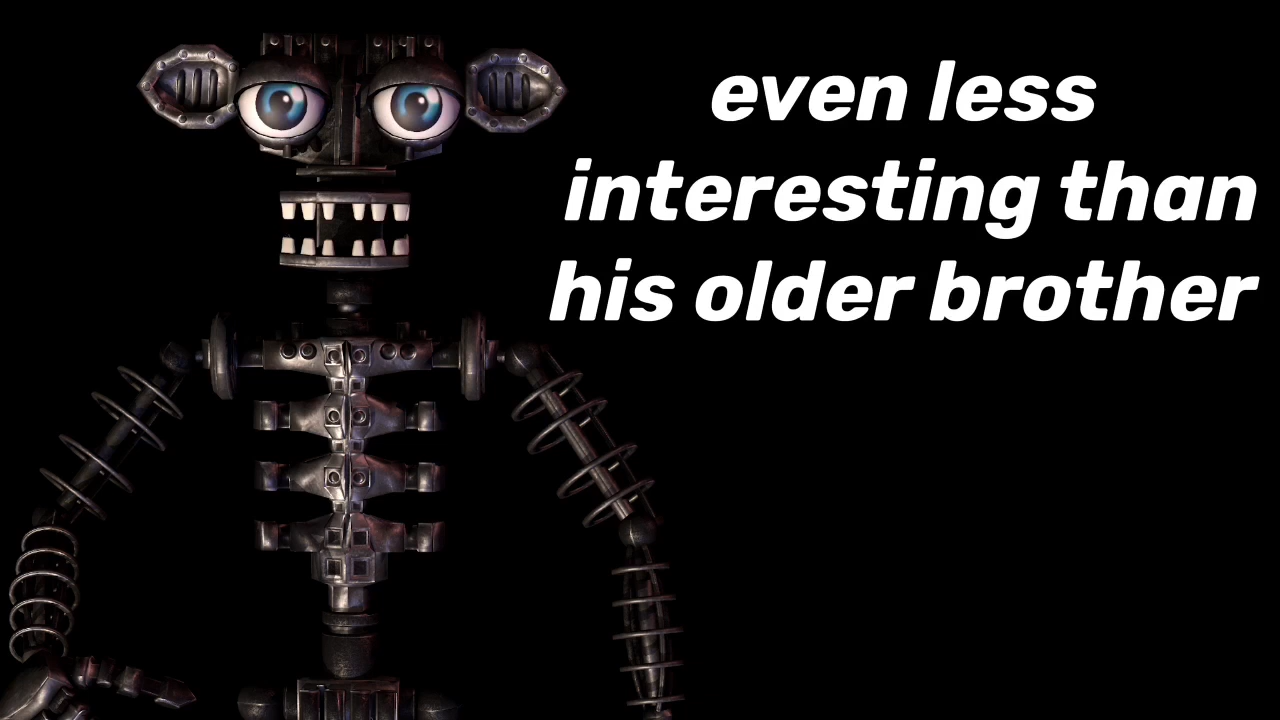 even less
interesting than
his older brother